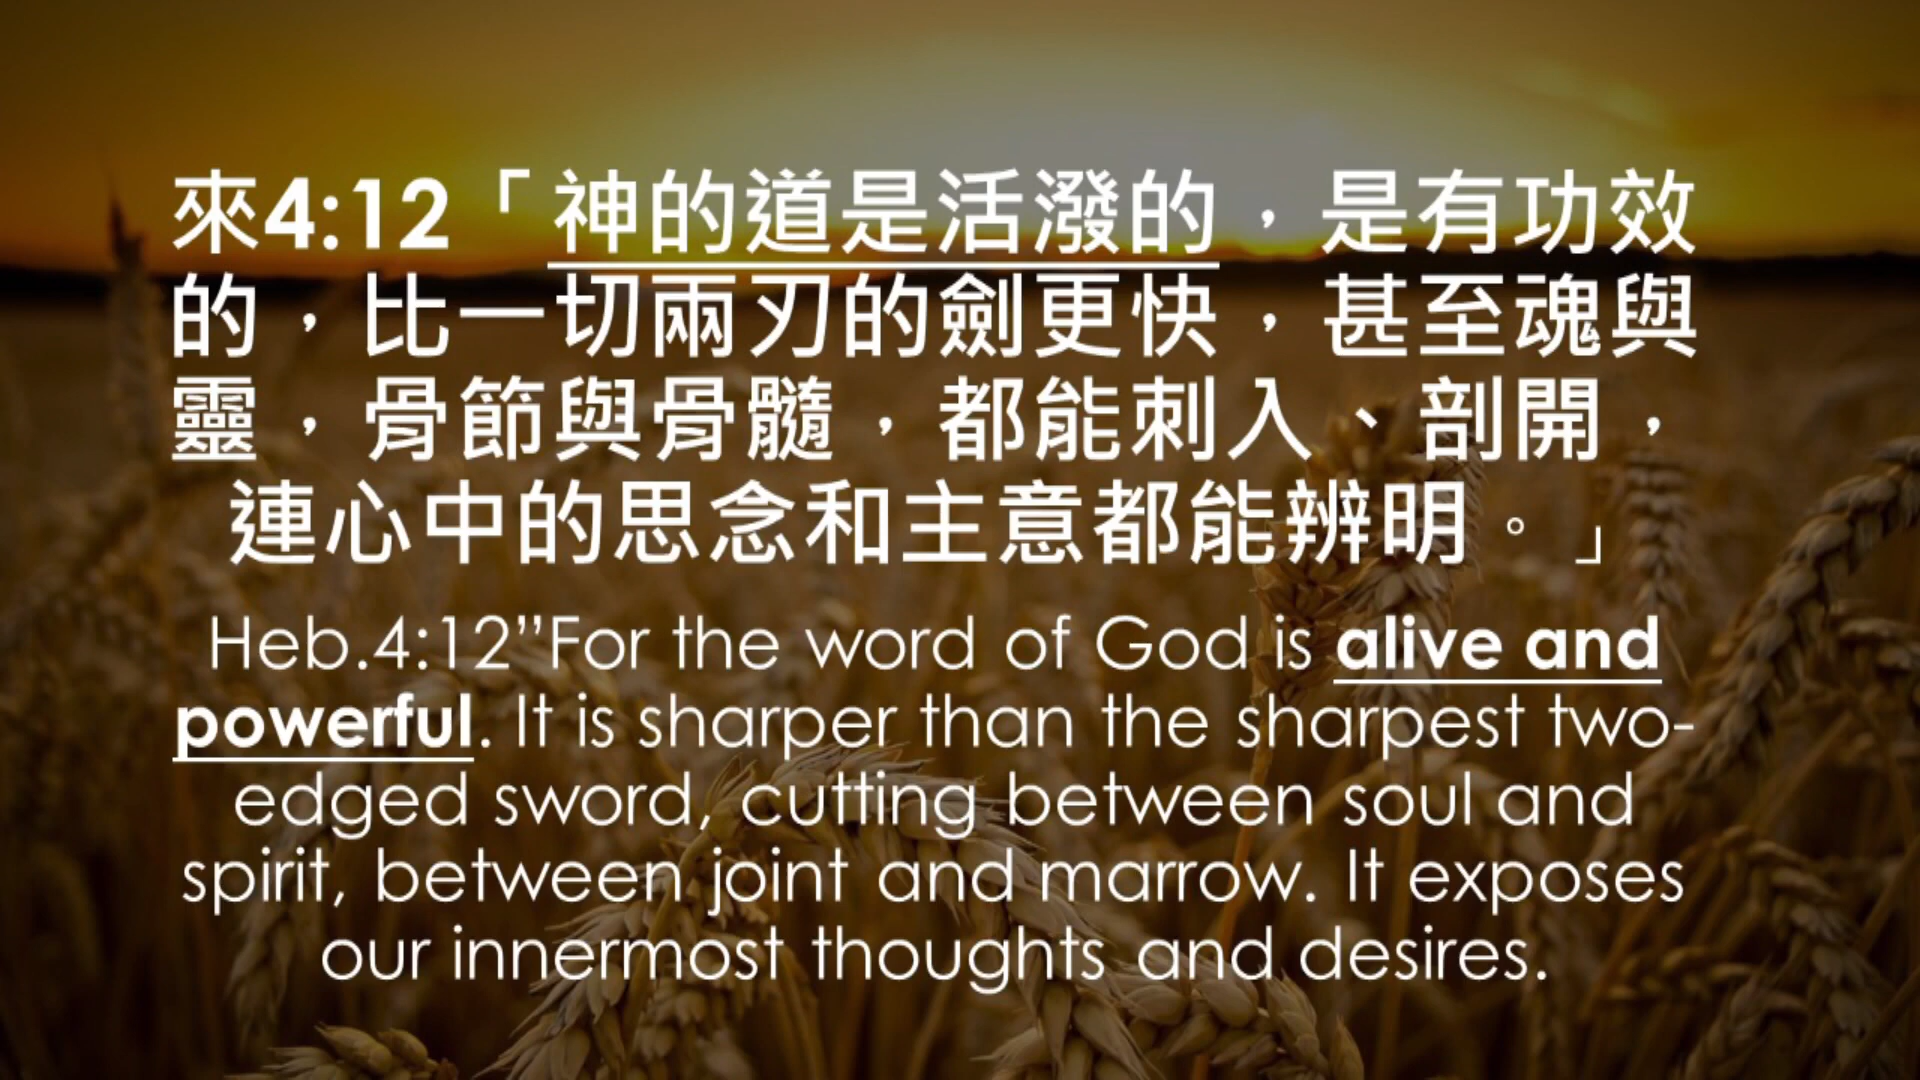 來4:12「神的道是活潑的，是有功效
的，比一切兩刃的劍更快，甚至魂與
靈，骨節與骨髓，都能刺入、剖開，
連心中的思念和主意都能辨明。」
Heb.4:12”For the word of God is alive and
powerful. It is sharper than the sharpest two-
edged sword, cutting between soul and
spirit, between joint and marrow. It exposes
our innermost thoughts and desires.